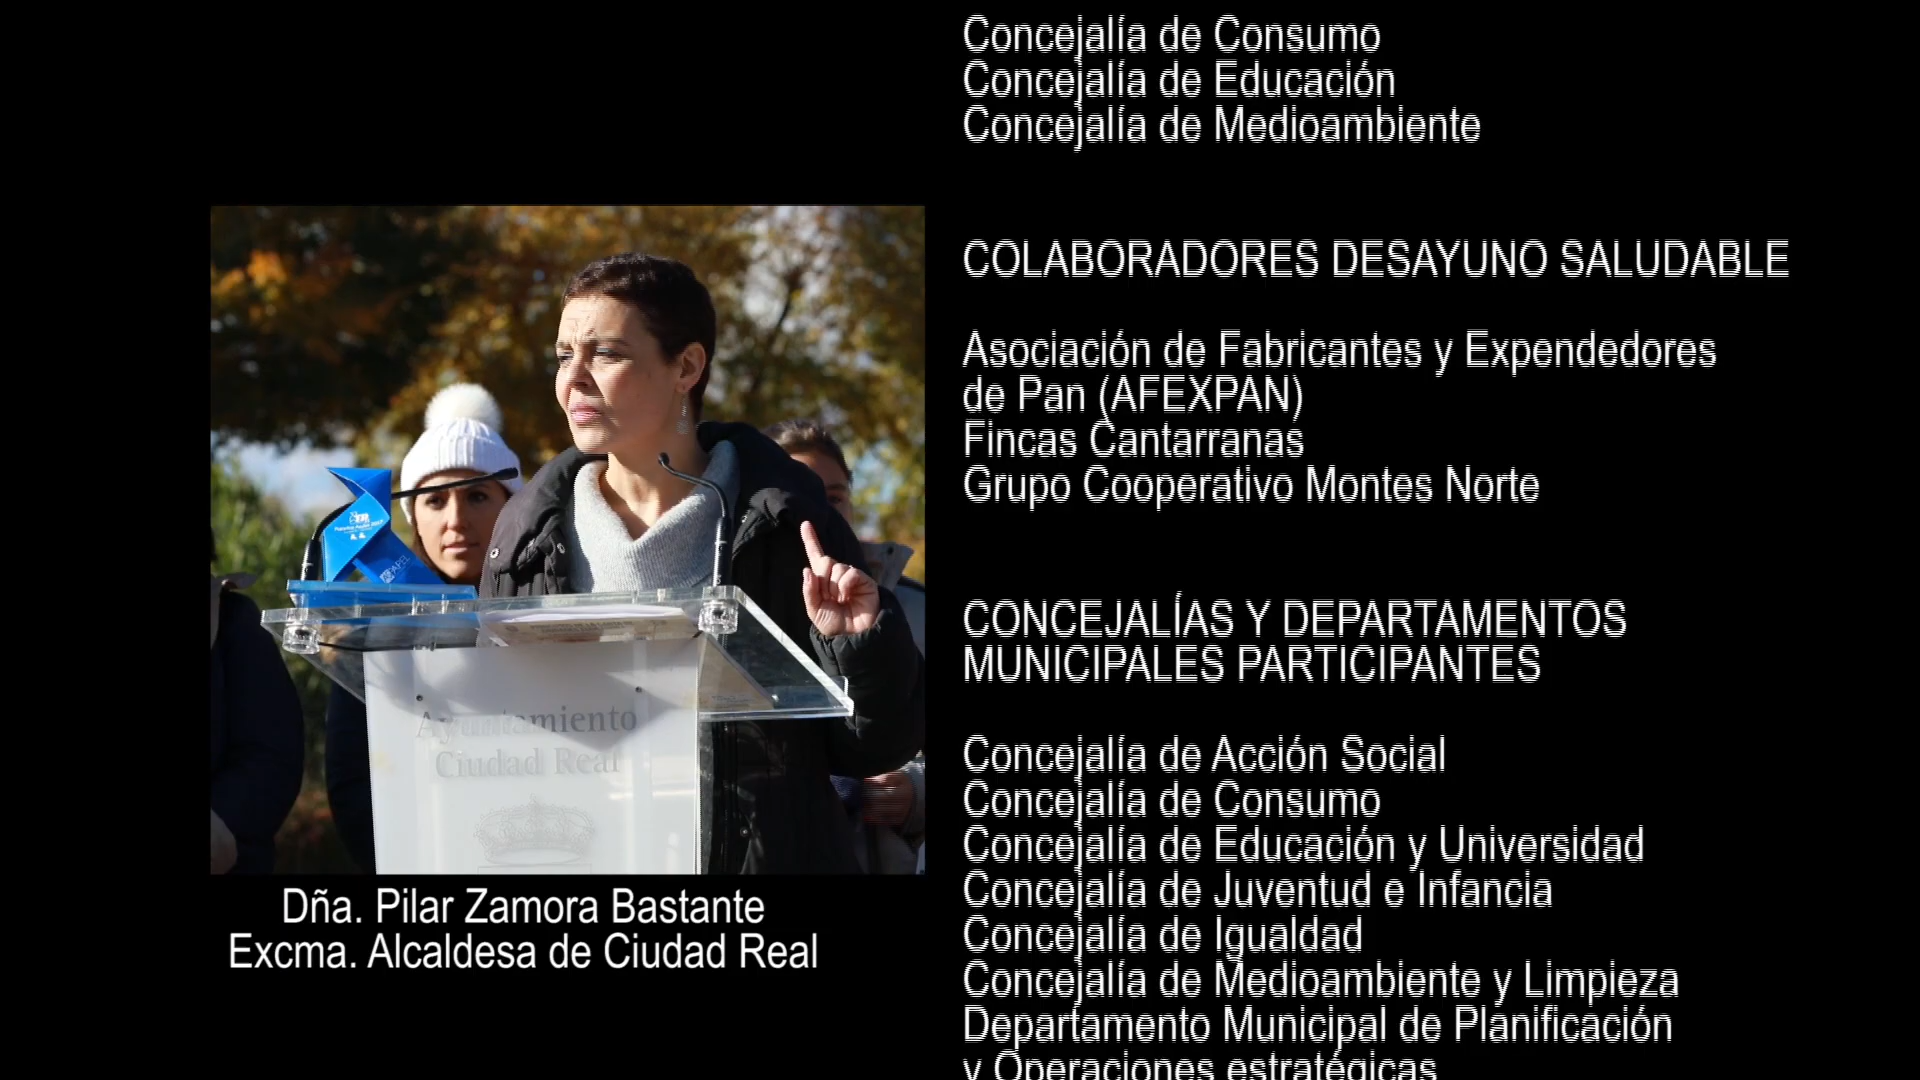 Concejalía de Consumo
Concejalía de Educación
Concejalía de Medioambiente
COLABORADORES DESAYUNO SALUDABLE
Asociación de Fabricantes y Expendedores
de Pan (AFEXPAN)
Fincas Cantarranas
Grupo Cooperativo Montes Norte
CONCEJALÍAS Y DEPARTAMENTOS
MUNICIPALES PARTICIPANTES
Concejalía de Acción Social
Concejalía de Consumo
Concejalía de Educación y Universidad
Concejalía de Juventud e Infancia
Concejalía de Igualdad
Concejalía de Medioambiente y Limpieza
Departamento Municipal de Planificación
y Operaciones estratégicas
Ayuntamiento
Ciudad Real
Dña. Pilar Zamora Bastante
Excma. Alcaldesa de Ciudad Real